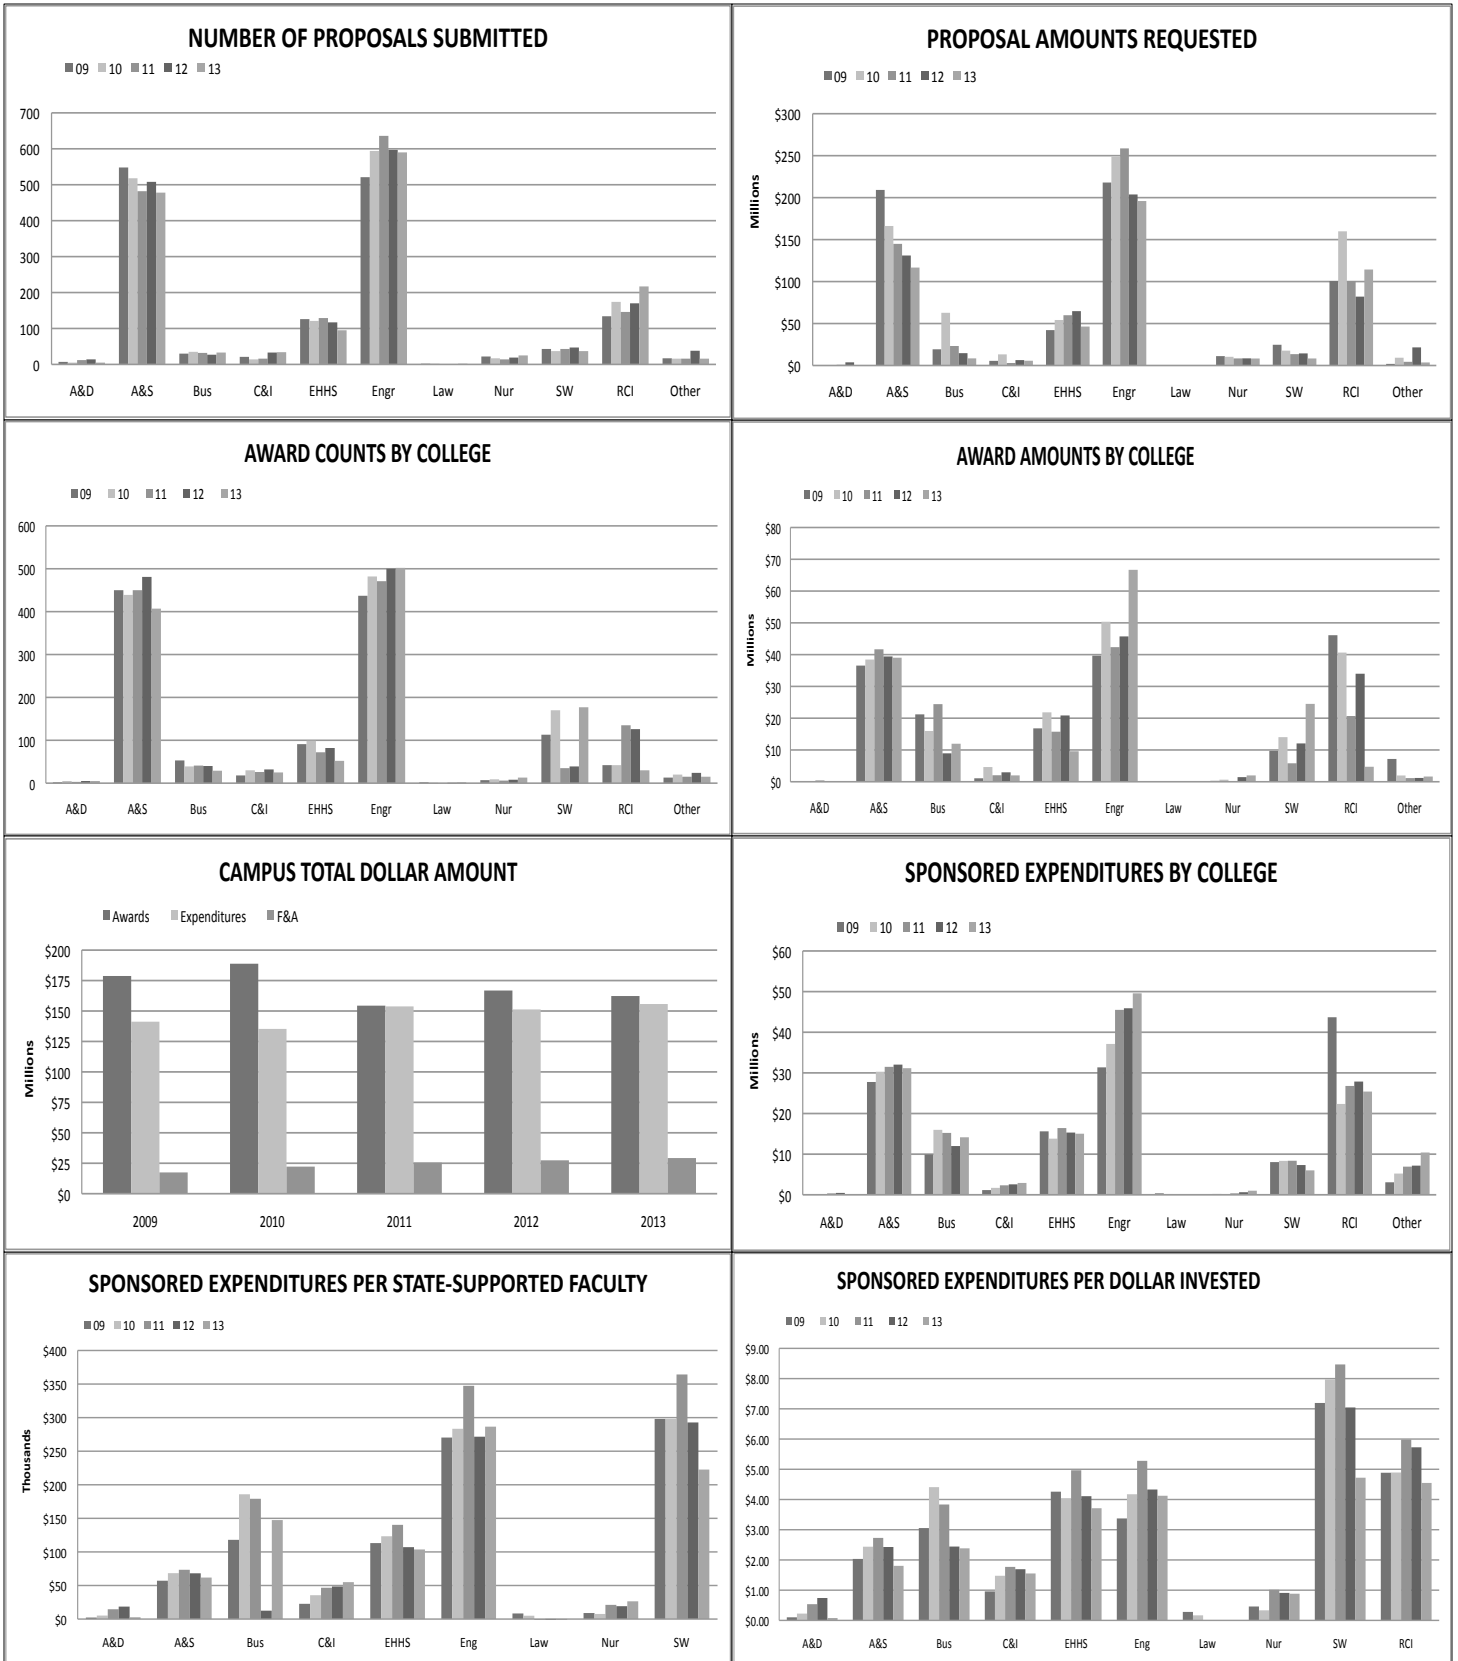 NUMBER OF PROPOSALS SUBMITTED
09 10 11 12 13
700
600
500
400
300
200
100
0
A&D A&S Bus C&I EHHS Engr Law Nur SW RCI Other
PROPOSAL AMOUNTS REQUESTED
09 10 11 12 13
Millions
$300
$250
$200
$150
$100
$50
$0
A&D A&S Bus C&I EHHS Engr Law Nur SW RCI Other
AWARD COUNTS BY COLLEGE
09 10 11 12 13
600
500
400
300
200
100
0
A&D A&S Bus C&I EHHS Engr Law Nur SW RCI Other
AWARD AMOUNTS BY COLLEGE
09 10 11 12 13
Millions
$80
$70
$60
$50
$40
$30
$20
$10
$0
A&D A&S Bus C&I EHHS Engr Law Nur SW RCI Other
CAMPUS TOTAL DOLLAR AMOUNT
Awards Expenditures F&A
Millions
$200
$175
$150
$125
$100
$75
$50
$25
$0
2009 2010 2011 2012 2013
SPONSORED EXPENDITURES BY COLLEGE
09 10 11 12 13
Millions
$60
$50
$40
$30
$20
$10
$0
A&D A&S Bus C&I EHHS Engr Law Nur SW RCI Other
SPONSORED EXPENDITURES PER STATE-SUPPORTED FACULTY
09 10 11 12 13
Thousands
$400
$350
$300
$250
$200
$150
$100
$50
$0
A&D A&S Bus C&I EHHS Eng Law Nur SW
SPONSORED EXPENDITURES PER DOLLAR INVESTED
09 10 11 12 13
$9.00
$8.00
$7.00
$6.00
$5.00
$4.00
$3.00
$2.00
$1.00
$0.00
A&D A&S Bus C&I EHHS Eng Law Nur SW RCI